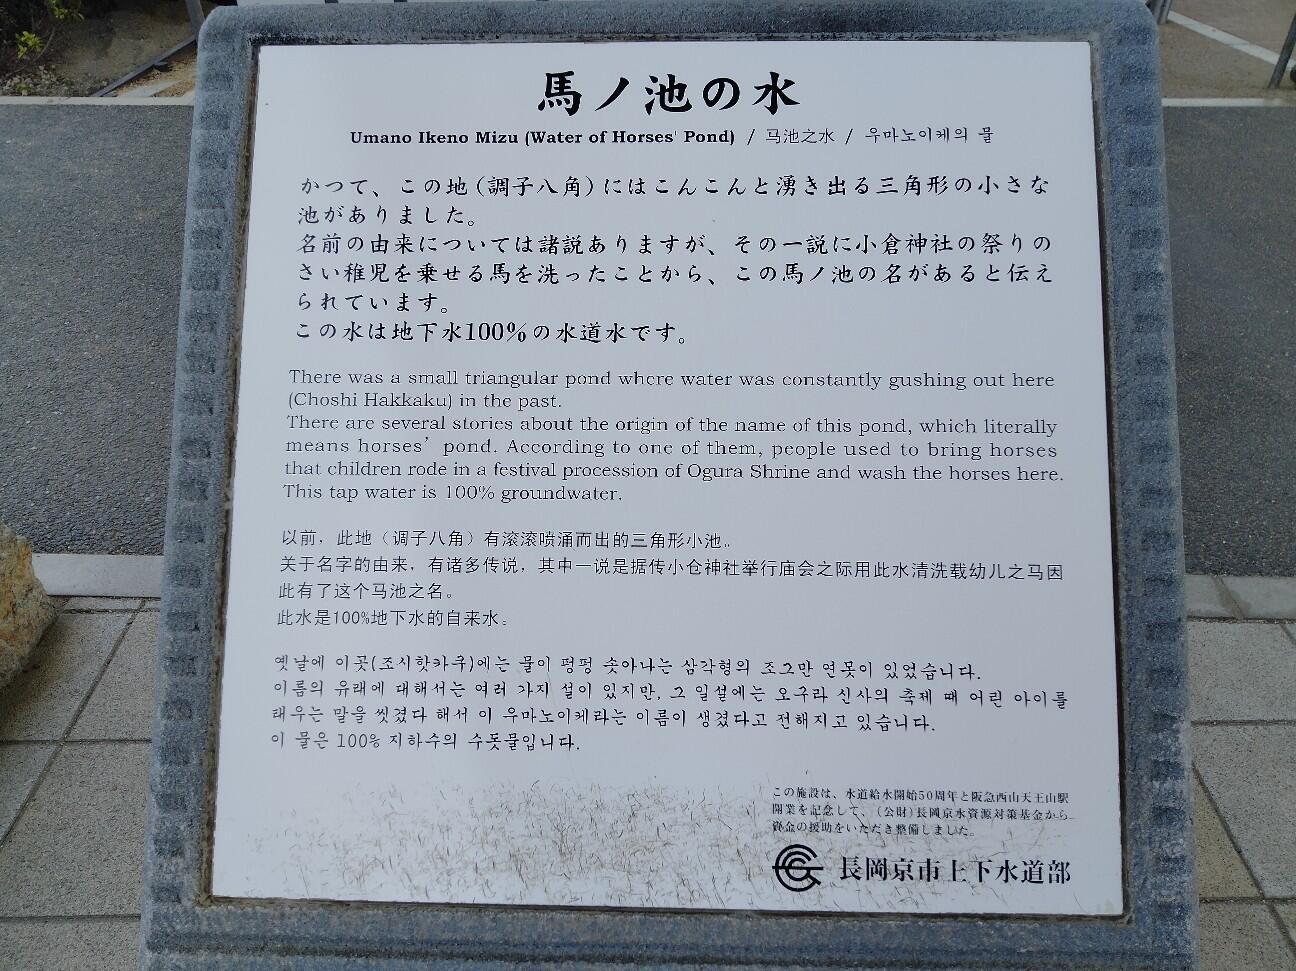 馬ノ池の水
Umano Ikeno Mizu (Water of Horses' Pond) / 马池之水 / 우마노이케의 물
かつて、この地(調子八角)にはこんこんと湧き出る三角形の小さな
池がありました。
名前の由来については諸説ありますが、その一説に小倉神社の祭りの
さい稚児を乗せる馬を洗ったことから、この馬ノ池の名があると伝え
られています。
この水は地下水100%の水道水です。
There was a small triangular pond where water was constantly gushing out here
(Choshi Hakkaku) in the past.
There are several stories about the origin of the name of this pond, which literally
means horses’ pond. According to one of them, people used to bring horses
that children rode in a festival procession of Ogura Shrine and wash the horses here.
This tap water is 100% groundwater.
以前，此地（调子八角）有滚滚喷涌而出的三角形小池。
关于名字的由来，有诸多传说，其中一说是据传小仓神社举行庙会之际用此水清洗载幼儿之马因
此有了这个马池之名。
此水是100%地下水的自来水。
옛날에 이곳(조시핫카쿠)에는 물이 펑펑 솟아나는 삼각형의 조그만 연못이 있었습니다.
이름의 유래에 대해서는 여러 가지 설이 있지만, 그 일설에는 오구라 신사의 축제 때 어린 아이를
태우는 말을 씻겼다 해서 이 우마노이케라는 이름이 생겼다고 전해지고 있습니다.
이 물은 100% 지하수의 수돗물입니다.
この施設は、水道給水開始50周年と阪急西山天王山駅
開業を記念して、(公財)長岡京水資源対策基金から
資金の援助をいただき整備しました。
長岡京市上下水道部